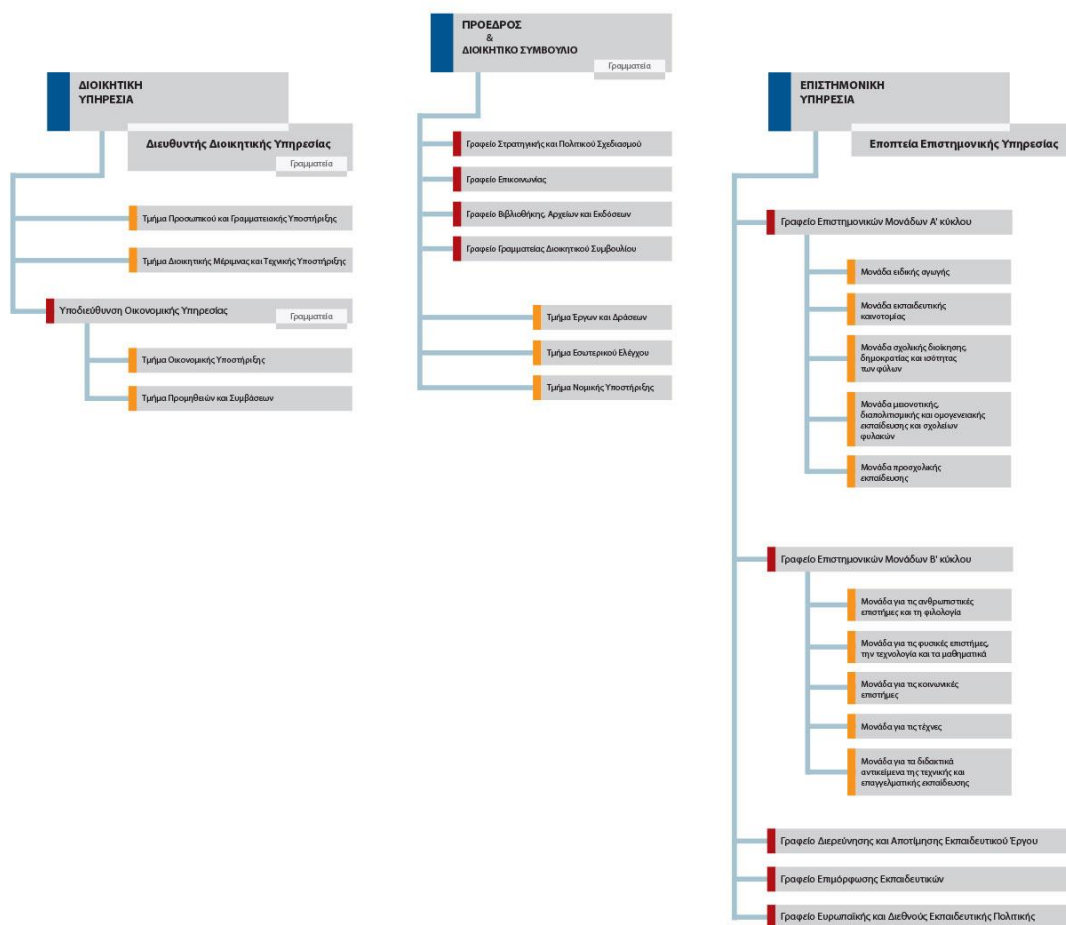 ΠΡΟΕΔΡΟΣ
&
ΔΙΟΙΚΗΤΙΚΟ ΣΥΜΒΟΥΛΙΟ
Γραμματεία
Γραφείο Στρατηγικής και Πολιτικού Σχεδιασμού
Γραφείο Επικοινωνίας
Γραφείο Βιβλιοθήκης, Αρχείων και Εκδόσεων
Γραφείο Γραμματείας Διοικητικού Συμβουλίου
Τμήμα Έργων και Δράσεων
Τμήμα Εσωτερικού Ελέγχου
Τμήμα Νομικής Υποστήριξης
ΔΙΟΙΚΗΤΙΚΗ
ΥΠΗΡΕΣΙΑ
Διευθυντής Διοικητικής Υπηρεσίας
Γραμματεία
Τμήμα Προσωπικού και Γραμματειακής Υποστήριξης
Τμήμα Διοικητικής Μέριμνας και Τεχνικής Υποστήριξης
Υποδιεύθυνση Οικονομικής Υπηρεσίας
Γραμματεία
Τμήμα Οικονομικής Υποστήριξης
Τμήμα Προμηθειών και Συμβάσεων
ΕΠΙΣΤΗΜΟΝΙΚΗ
ΥΠΗΡΕΣΙΑ
Εποπτεία Επιστημονικής Υπηρεσίας
Γραφείο Επιστημονικών Μονάδων Α' κύκλου
Μονάδα ειδικής αγωγής
Μονάδα εκπαιδευτικής
καινοτομίας
Μονάδα σχολικής διοίκησης,
δημοκρατίας και ισότητας
των φύλων
Μονάδα μειονοτικής,
διαπολιτισμικής και ομογενειακής
εκπαίδευσης και σχολείων
φυλακών
Μονάδα προσχολικής
εκπαίδευσης
Γραφείο Επιστημονικών Μονάδων Β' κύκλου
Μονάδα για τις ανθρωπιστικές
επιστήμες και τη φιλολογία
Μονάδα για τις φυσικές επιστήμες,
την τεχνολογία και τα μαθηματικά
Μονάδα για τις κοινωνικές
επιστήμες
Μονάδα για τις τέχνες
Μονάδα για τα διδακτικά
αντικείμενα της τεχνικής και
επαγγελματικής εκπαίδευσης
Γραφείο Διερεύνησης και Αποτίμησης Εκπαιδευτικού Έργου
Γραφείο Επιμόρφωσης Εκπαιδευτικών
Γραφείο Ευρωπαϊκής και Διεθνούς Εκπαιδευτικής Πολιτικής